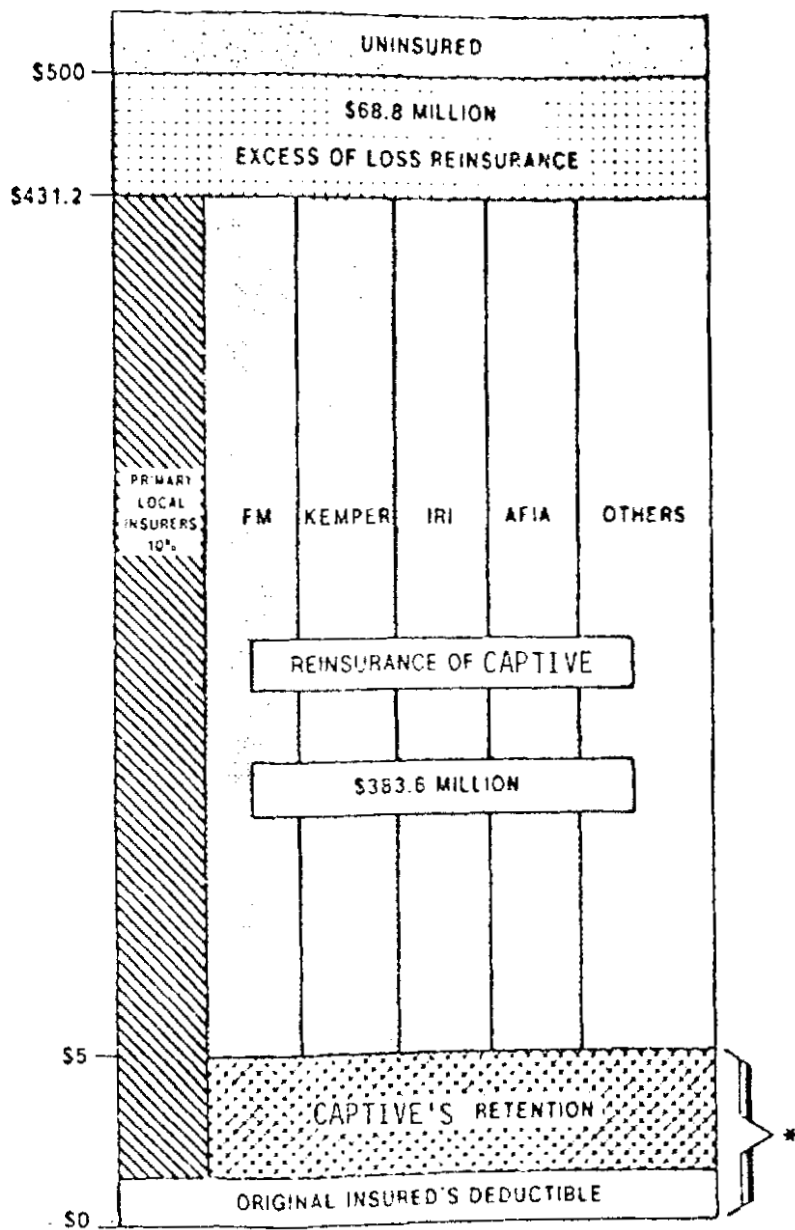 UNINSURED
$500
$68.8 MILLION
EXCESS OF LOSS REINSURANCE
$431.2
PRIMARY
LOCAL
INSURERS
10%
FM
KEMPER
IRI
AFIA
OTHERS
REINSURANCE OF CAPTIVE
$383.6 MILLION
$5
CAPTIVE'S RETENTION
*
ORIGINAL INSURED'S DEDUCTIBLE
$0